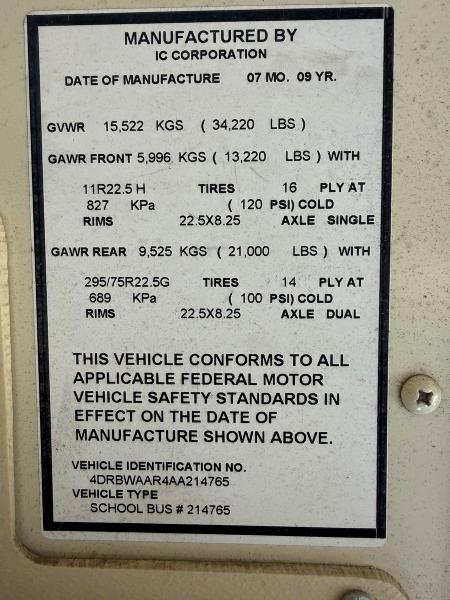 MANUFACTURED BY
IC CORPORATION
DATE OF MANUFACTURE 07 MO. 09 YR.
GVWR 15,522 KGS ( 34,220 LBS )
GAWR FRONT 5,996 KGS ( 13,220 LBS ) WITH
11R22.5 H TIRES 16 PLY AT
827 KPa ( 120 PSI) COLD
RIMS 22.5X8.25 AXLE SINGLE
GAWR REAR 9,525 KGS ( 21,000 LBS ) WITH
295/75R22.5G TIRES 14 PLY AT
689 KPa ( 100 PSI) COLD
RIMS 22.5X8.25 AXLE DUAL
THIS VEHICLE CONFORMS TO ALL
APPLICABLE FEDERAL MOTOR
VEHICLE SAFETY STANDARDS IN
EFFECT ON THE DATE OF
MANUFACTURE SHOWN ABOVE.
VEHICLE IDENTIFICATION NO.
4DRBWAAR4AA214765
VEHICLE TYPE
SCHOOL BUS # 214765